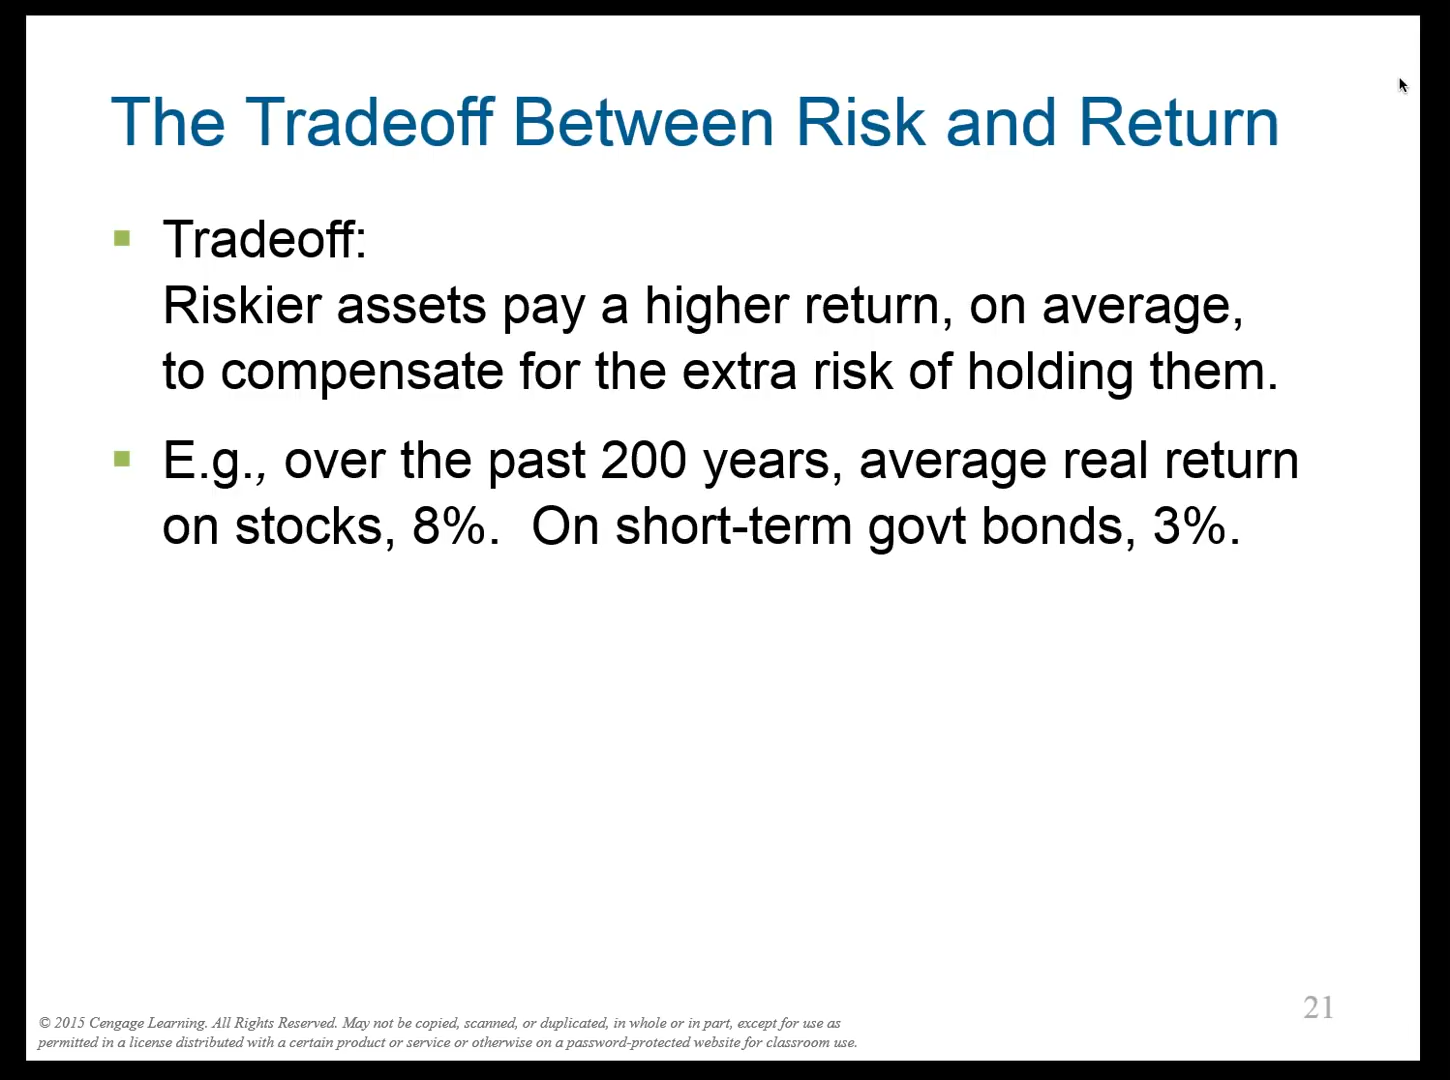 The Tradeoff Between Risk and Return
Tradeoff:
Riskier assets pay a higher return, on average,
to compensate for the extra risk of holding them.
E.g., over the past 200 years, average real return
on stocks, 8%.  On short-term govt bonds, 3%.
21
© 2015 Cengage Learning. All Rights Reserved. May not be copied, scanned, or duplicated, in whole or in part, except for use as
permitted in a license distributed with a certain product or service or otherwise on a password-protected website for classroom use.